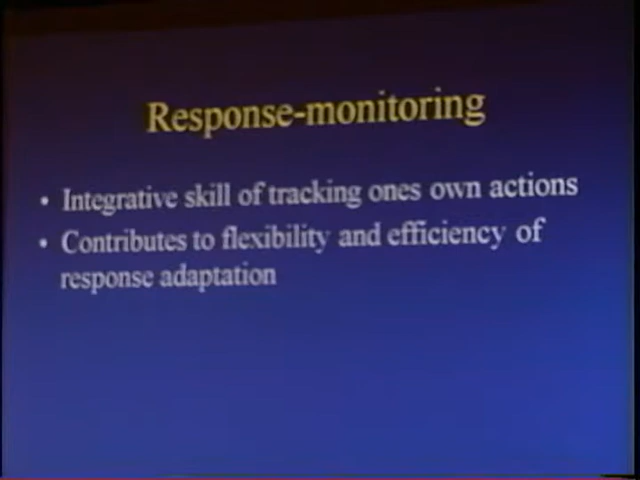 Response-monitoring
• Integrative skill of tracking ones own actions
• Contributes to flexibility and efficiency of
response adaptation